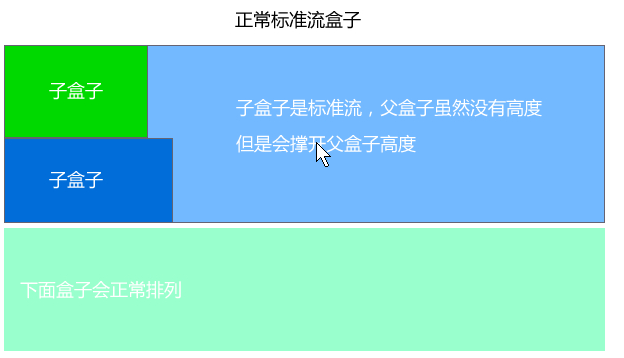 正常标准流盒子
子盒子
子盒子是标准流，父盒子虽然没有高度
但是会撑开父盒子高度
子盒子
下面盒子会正常排列